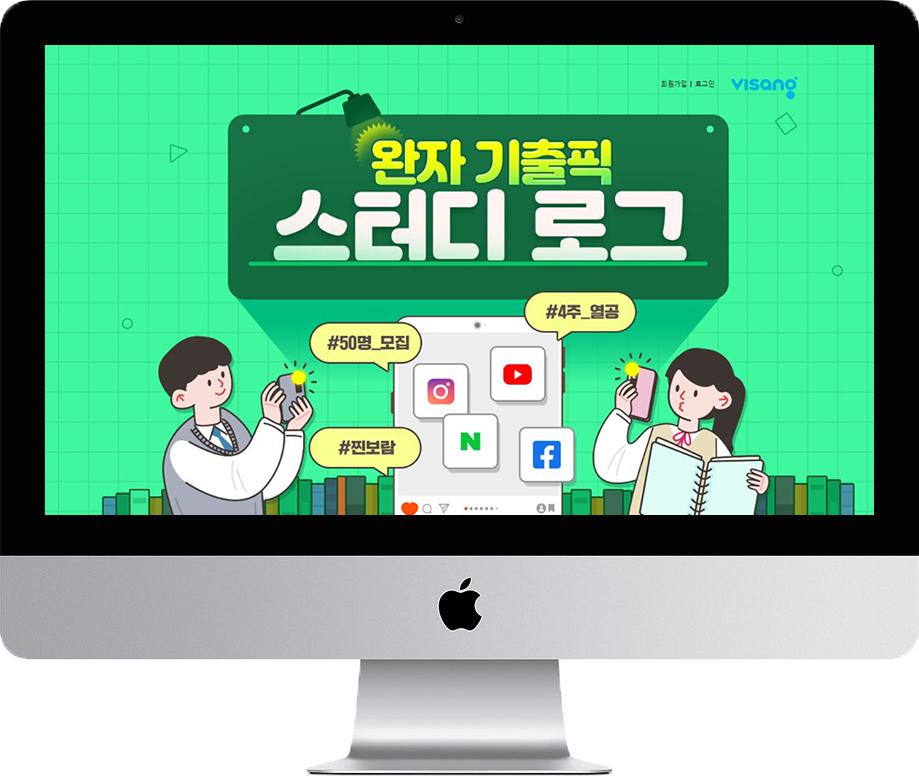 회원가입 | 로그인
visang
완자 기출픽
스터디 로그
#4주_열공
#50명_모집
#찐보람
N